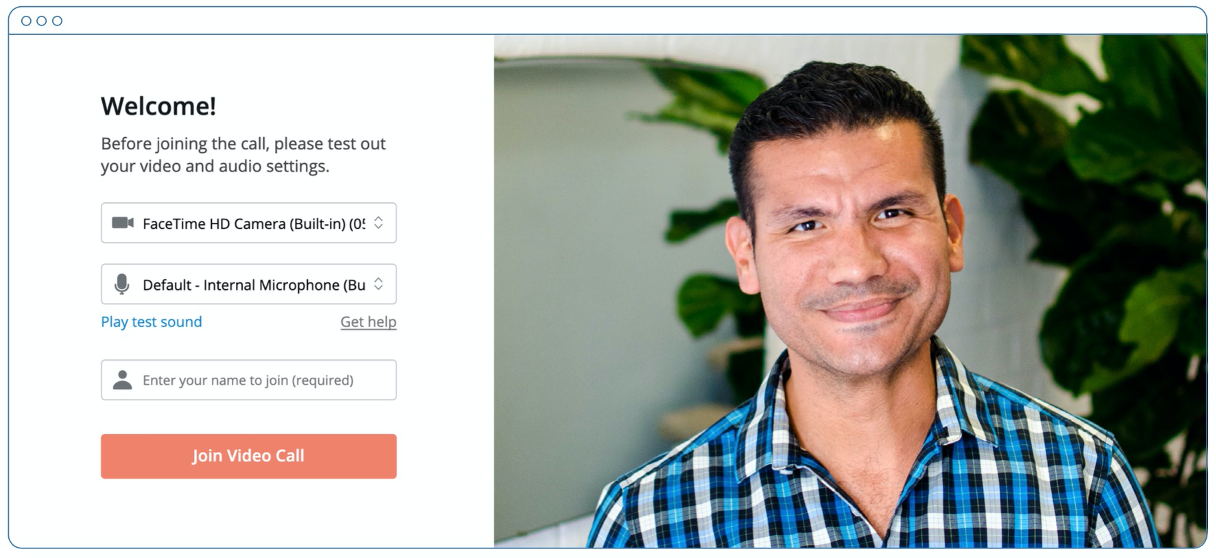 Welcome!
Before joining the call, please test out
your video and audio settings.
FaceTime HD Camera (Built-in) (05
Default - Internal Microphone (Bu
Play test sound
Get help
Enter your name to join (required)
Join Video Call